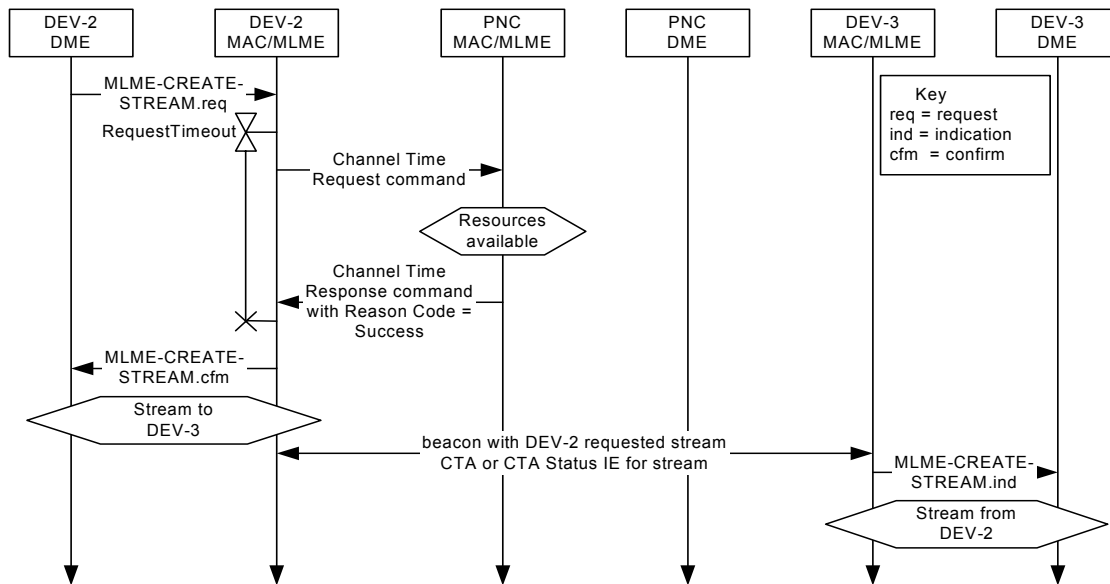 DEV-2
DME
DEV-2
MAC/MLME
PNC
MAC/MLME
PNC
DME
DEV-3
MAC/MLME
DEV-3
DME
MLME-CREATE-
STREAM.req
RequestTimeout
Key
req = request
ind = indication
cfm = confirm
Channel Time
Request command
Resources
available
Channel Time
Response command
with Reason Code =
Success
MLME-CREATE-
STREAM.cfm
Stream to
DEV-3
beacon with DEV-2 requested stream
CTA or CTA Status IE for stream
MLME-CREATE-
STREAM.ind
Stream from
DEV-2